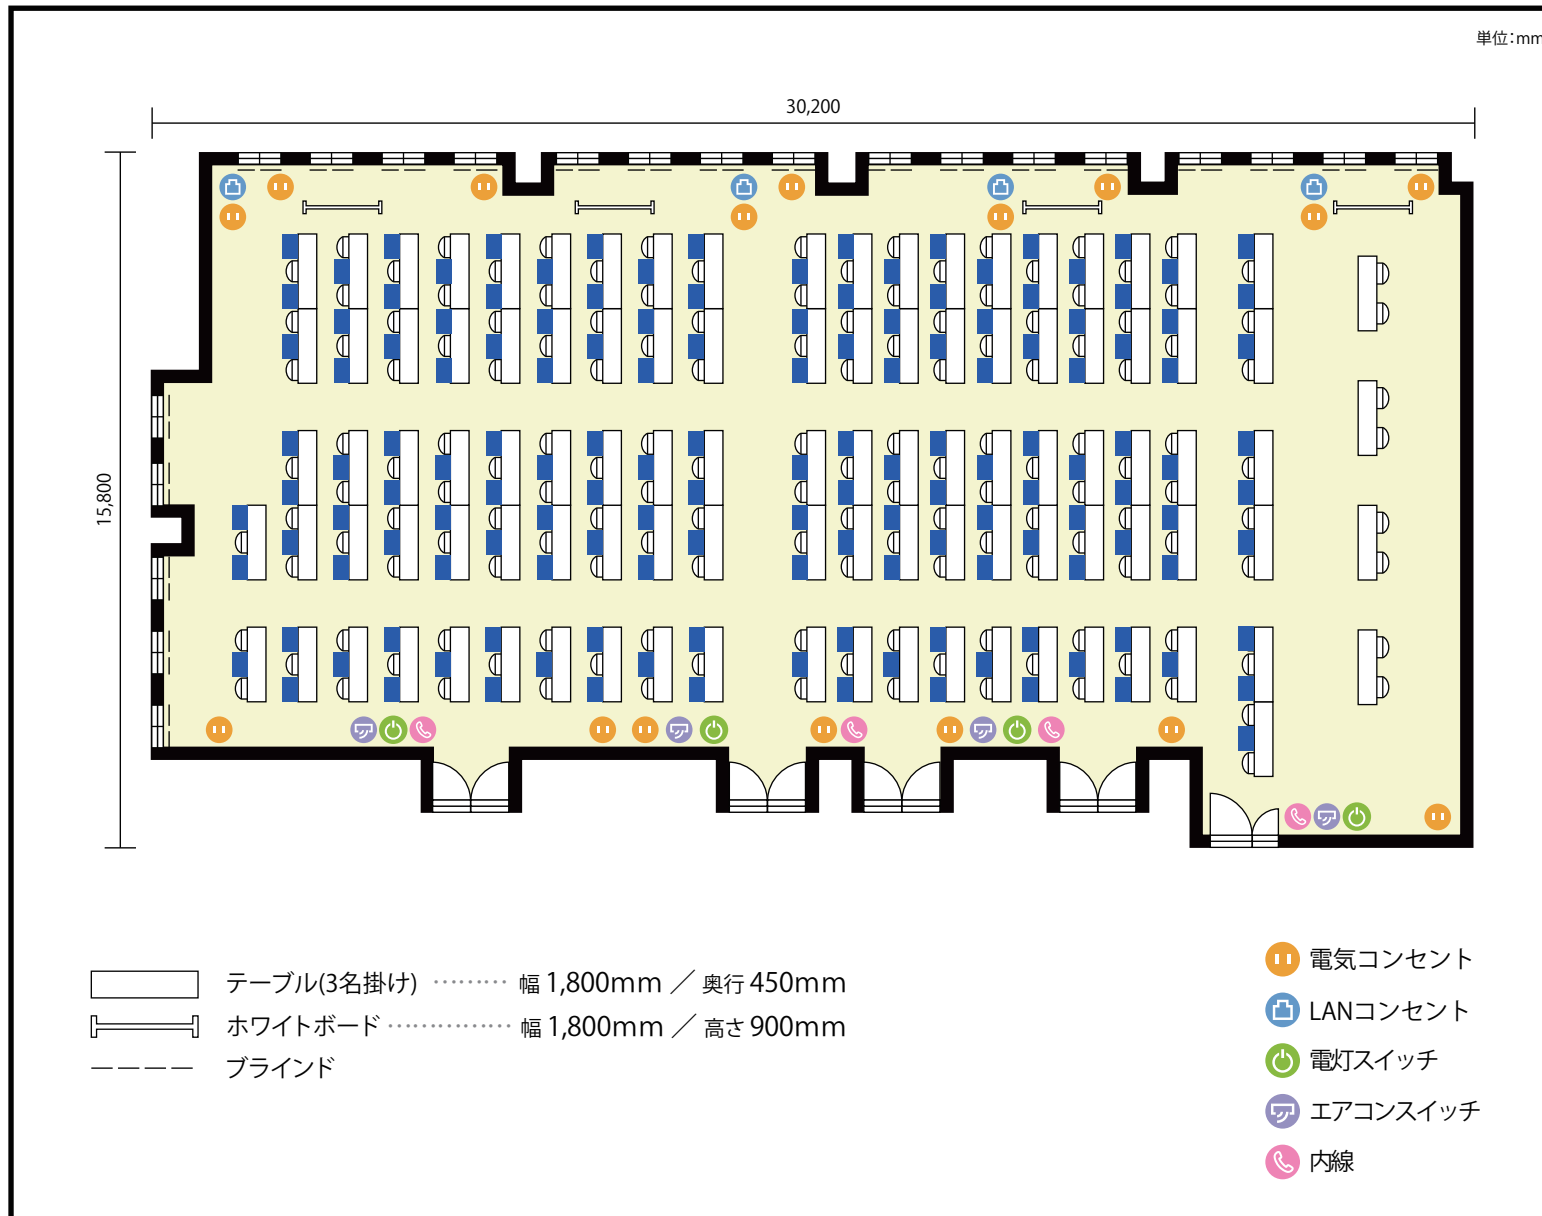 単位:mm
30,200
15,800
テーブル(3名掛け) ········· 幅 1,800mm ／ 奥行 450mm
ホワイトボード ··············· 幅 1,800mm ／ 高さ 900mm
ブラインド
電気コンセント
LANコンセント
電灯スイッチ
エアコンスイッチ
内線